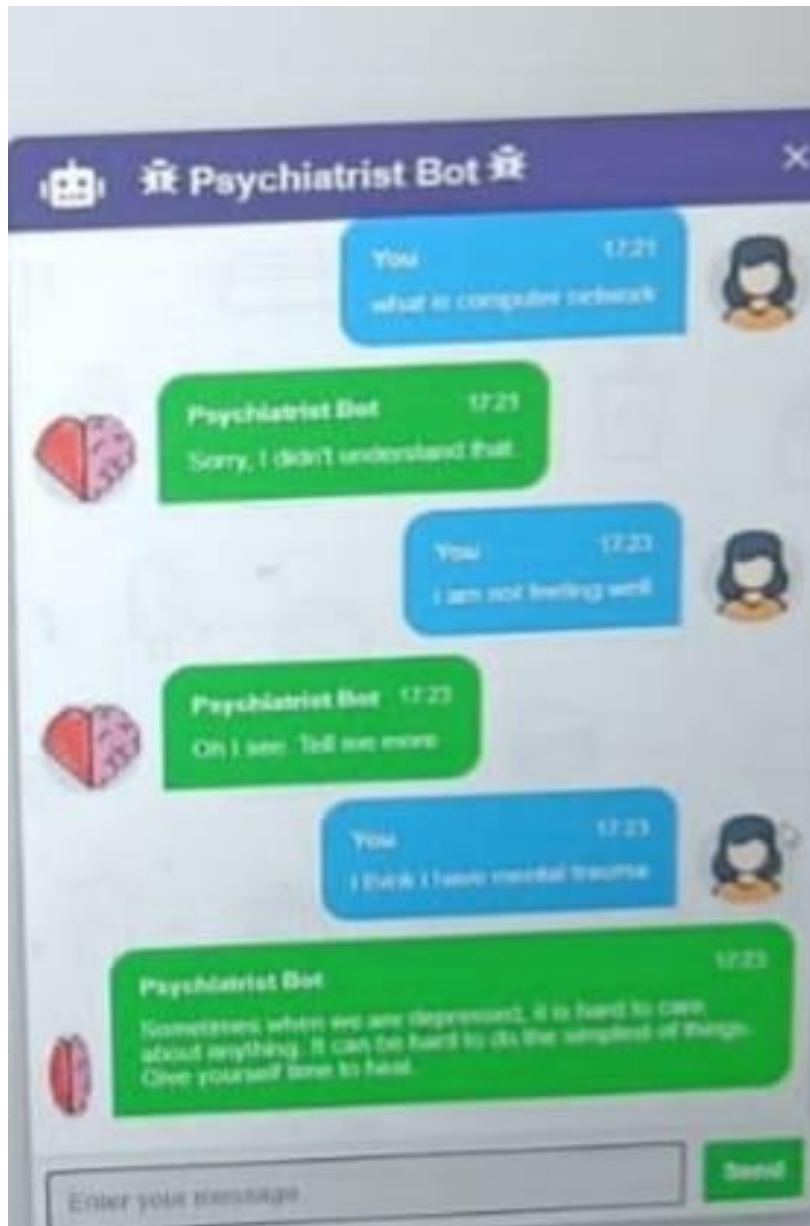 Psychiatrist Bot
You 17:21
what is computer network
Psychiatrist Bot 17:21
Sorry, I didn't understand that.
You 17:23
i am not feeling well
Psychiatrist Bot 17:23
Oh I see. Tell me more
You 17:23
I think i have mental trauma
Psychiatrist Bot 17:23
Sometimes when we are depressed, it is hard to care
about anything. It can be hard to do the simplest of things.
Give yourself time to heal.
Enter your message
Send